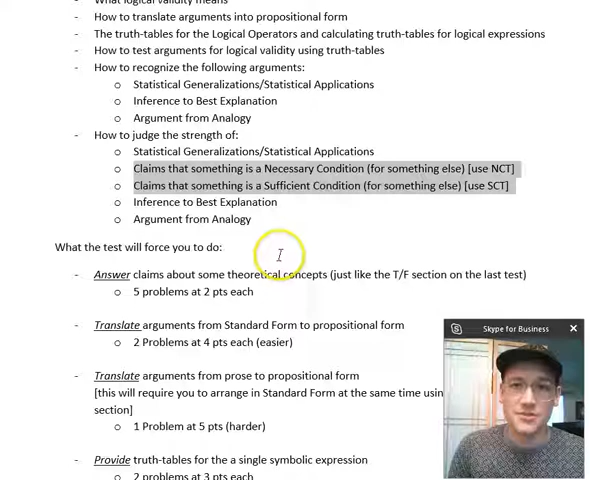 - What logical validity means
- How to translate arguments into propositional form
- The truth-tables for the Logical Operators and calculating truth-tables for logical expressions
- How to test arguments for logical validity using truth-tables
- How to recognize the following arguments:
o Statistical Generalizations/Statistical Applications
o Inference to Best Explanation
o Argument from Analogy
- How to judge the strength of:
o Statistical Generalizations/Statistical Applications
o Claims that something is a Necessary Condition (for something else) [use NCT]
o Claims that something is a Sufficient Condition (for something else) [use SCT]
o Inference to Best Explanation
o Argument from Analogy
What the test will force you to do:
- Answer claims about some theoretical concepts (just like the T/F section on the last test)
o 5 problems at 2 pts each
- Translate arguments from Standard Form to propositional form
o 2 Problems at 4 pts each (easier)
- Translate arguments from prose to propositional form
[this will require you to arrange in Standard Form at the same time usin
section]
o 1 Problem at 5 pts (harder)
- Provide truth-tables for the a single symbolic expression
o 2 problems at 3 pts each
Skype for Business